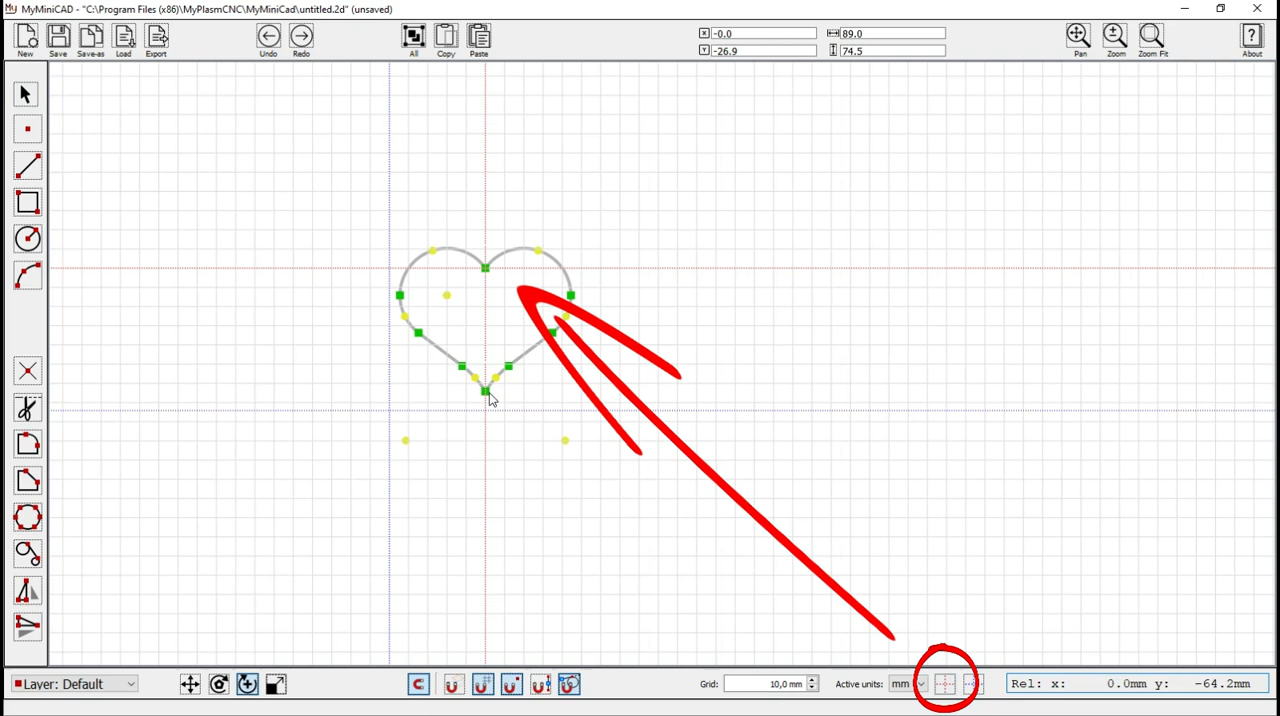 My MyMiniCAD - "C:\Program Files (x86)\MyPlasmCNC\MyMiniCad\untitled.2d" (unsaved)
New Save Save-as Load Export Undo Redo All Copy Paste
X -0.0 89.0
Y -26.9 74.5
Pan Zoom Zoom Fit About
Layer: Default
Grid: 10,0 mm
Active units: mm
Rel: x: 0.0mm y: -64.2mm